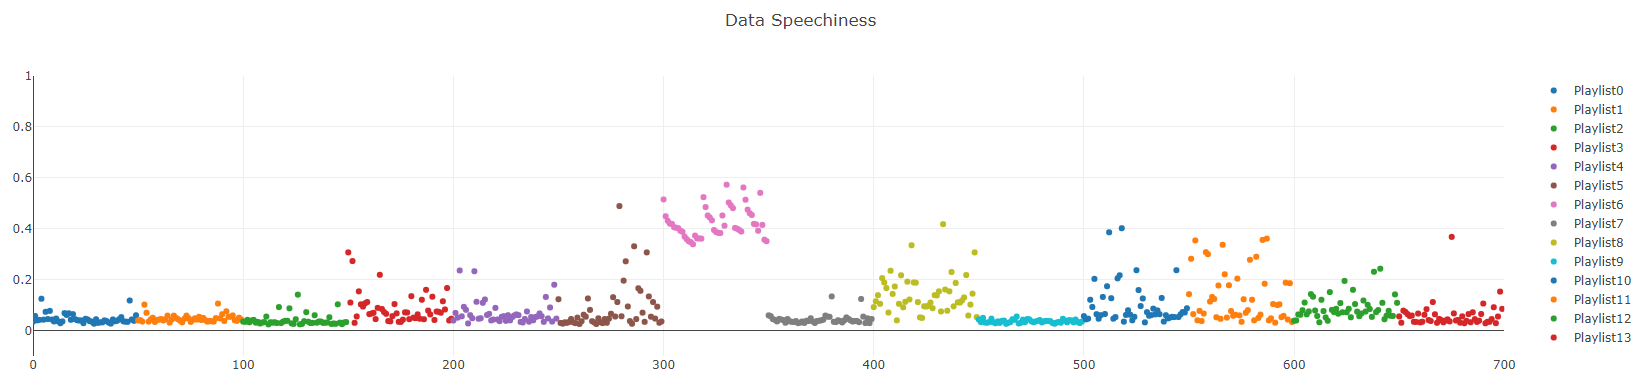 Data Speechiness
1
0.8
0.6
0.4
0.2
0
0 100 200 300 400 500 600 700
Playlist0
Playlist1
Playlist2
Playlist3
Playlist4
Playlist5
Playlist6
Playlist7
Playlist8
Playlist9
Playlist10
Playlist11
Playlist12
Playlist13